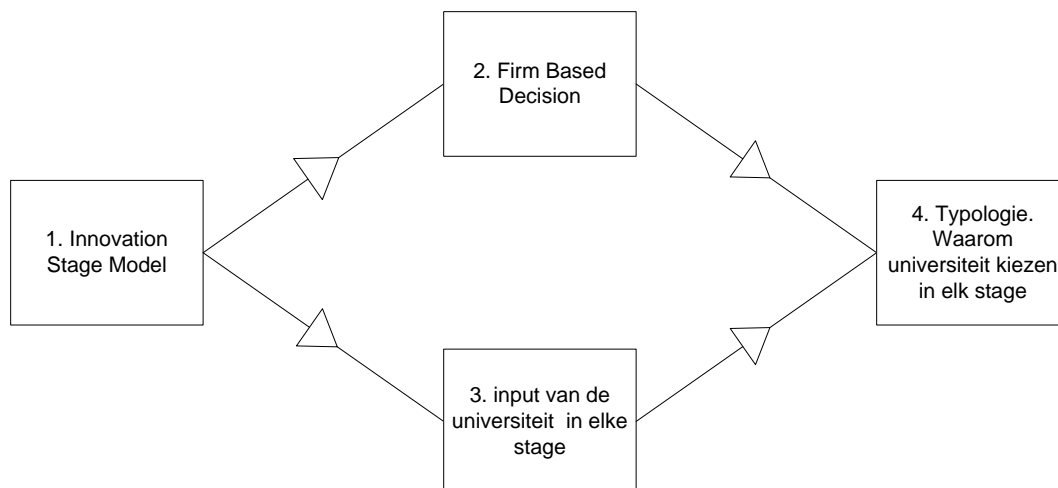 1. Innovation
Stage Model
2. Firm Based
Decision
3. input van de
universiteit in elke
stage
4. Typologie.
Waarom
universiteit kiezen
in elk stage